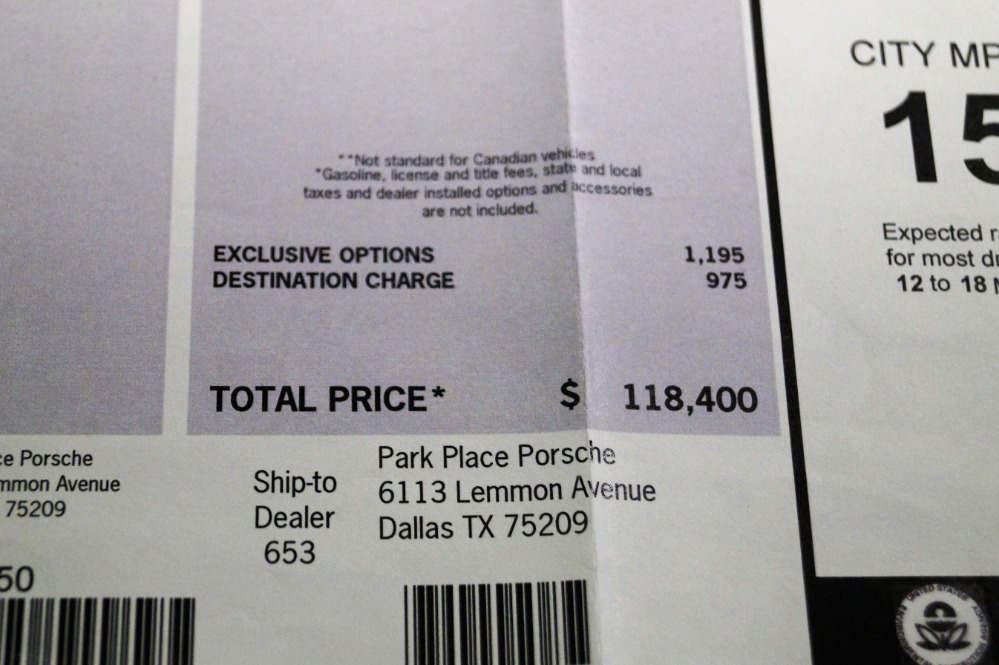 **Not standard for Canadian vehicles
*Gasoline, license and title fees, state and local
taxes and dealer installed options and accessories
are not included.
EXCLUSIVE OPTIONS 1,195
DESTINATION CHARGE 975
TOTAL PRICE* $ 118,400
ce Porsche
mmon Avenue
75209
50
Ship-to
Dealer
653
Park Place Porsche
6113 Lemmon Avenue
Dallas TX 75209
CITY MP
15
Expected r
for most dr
12 to 18 M
UNITED STATES